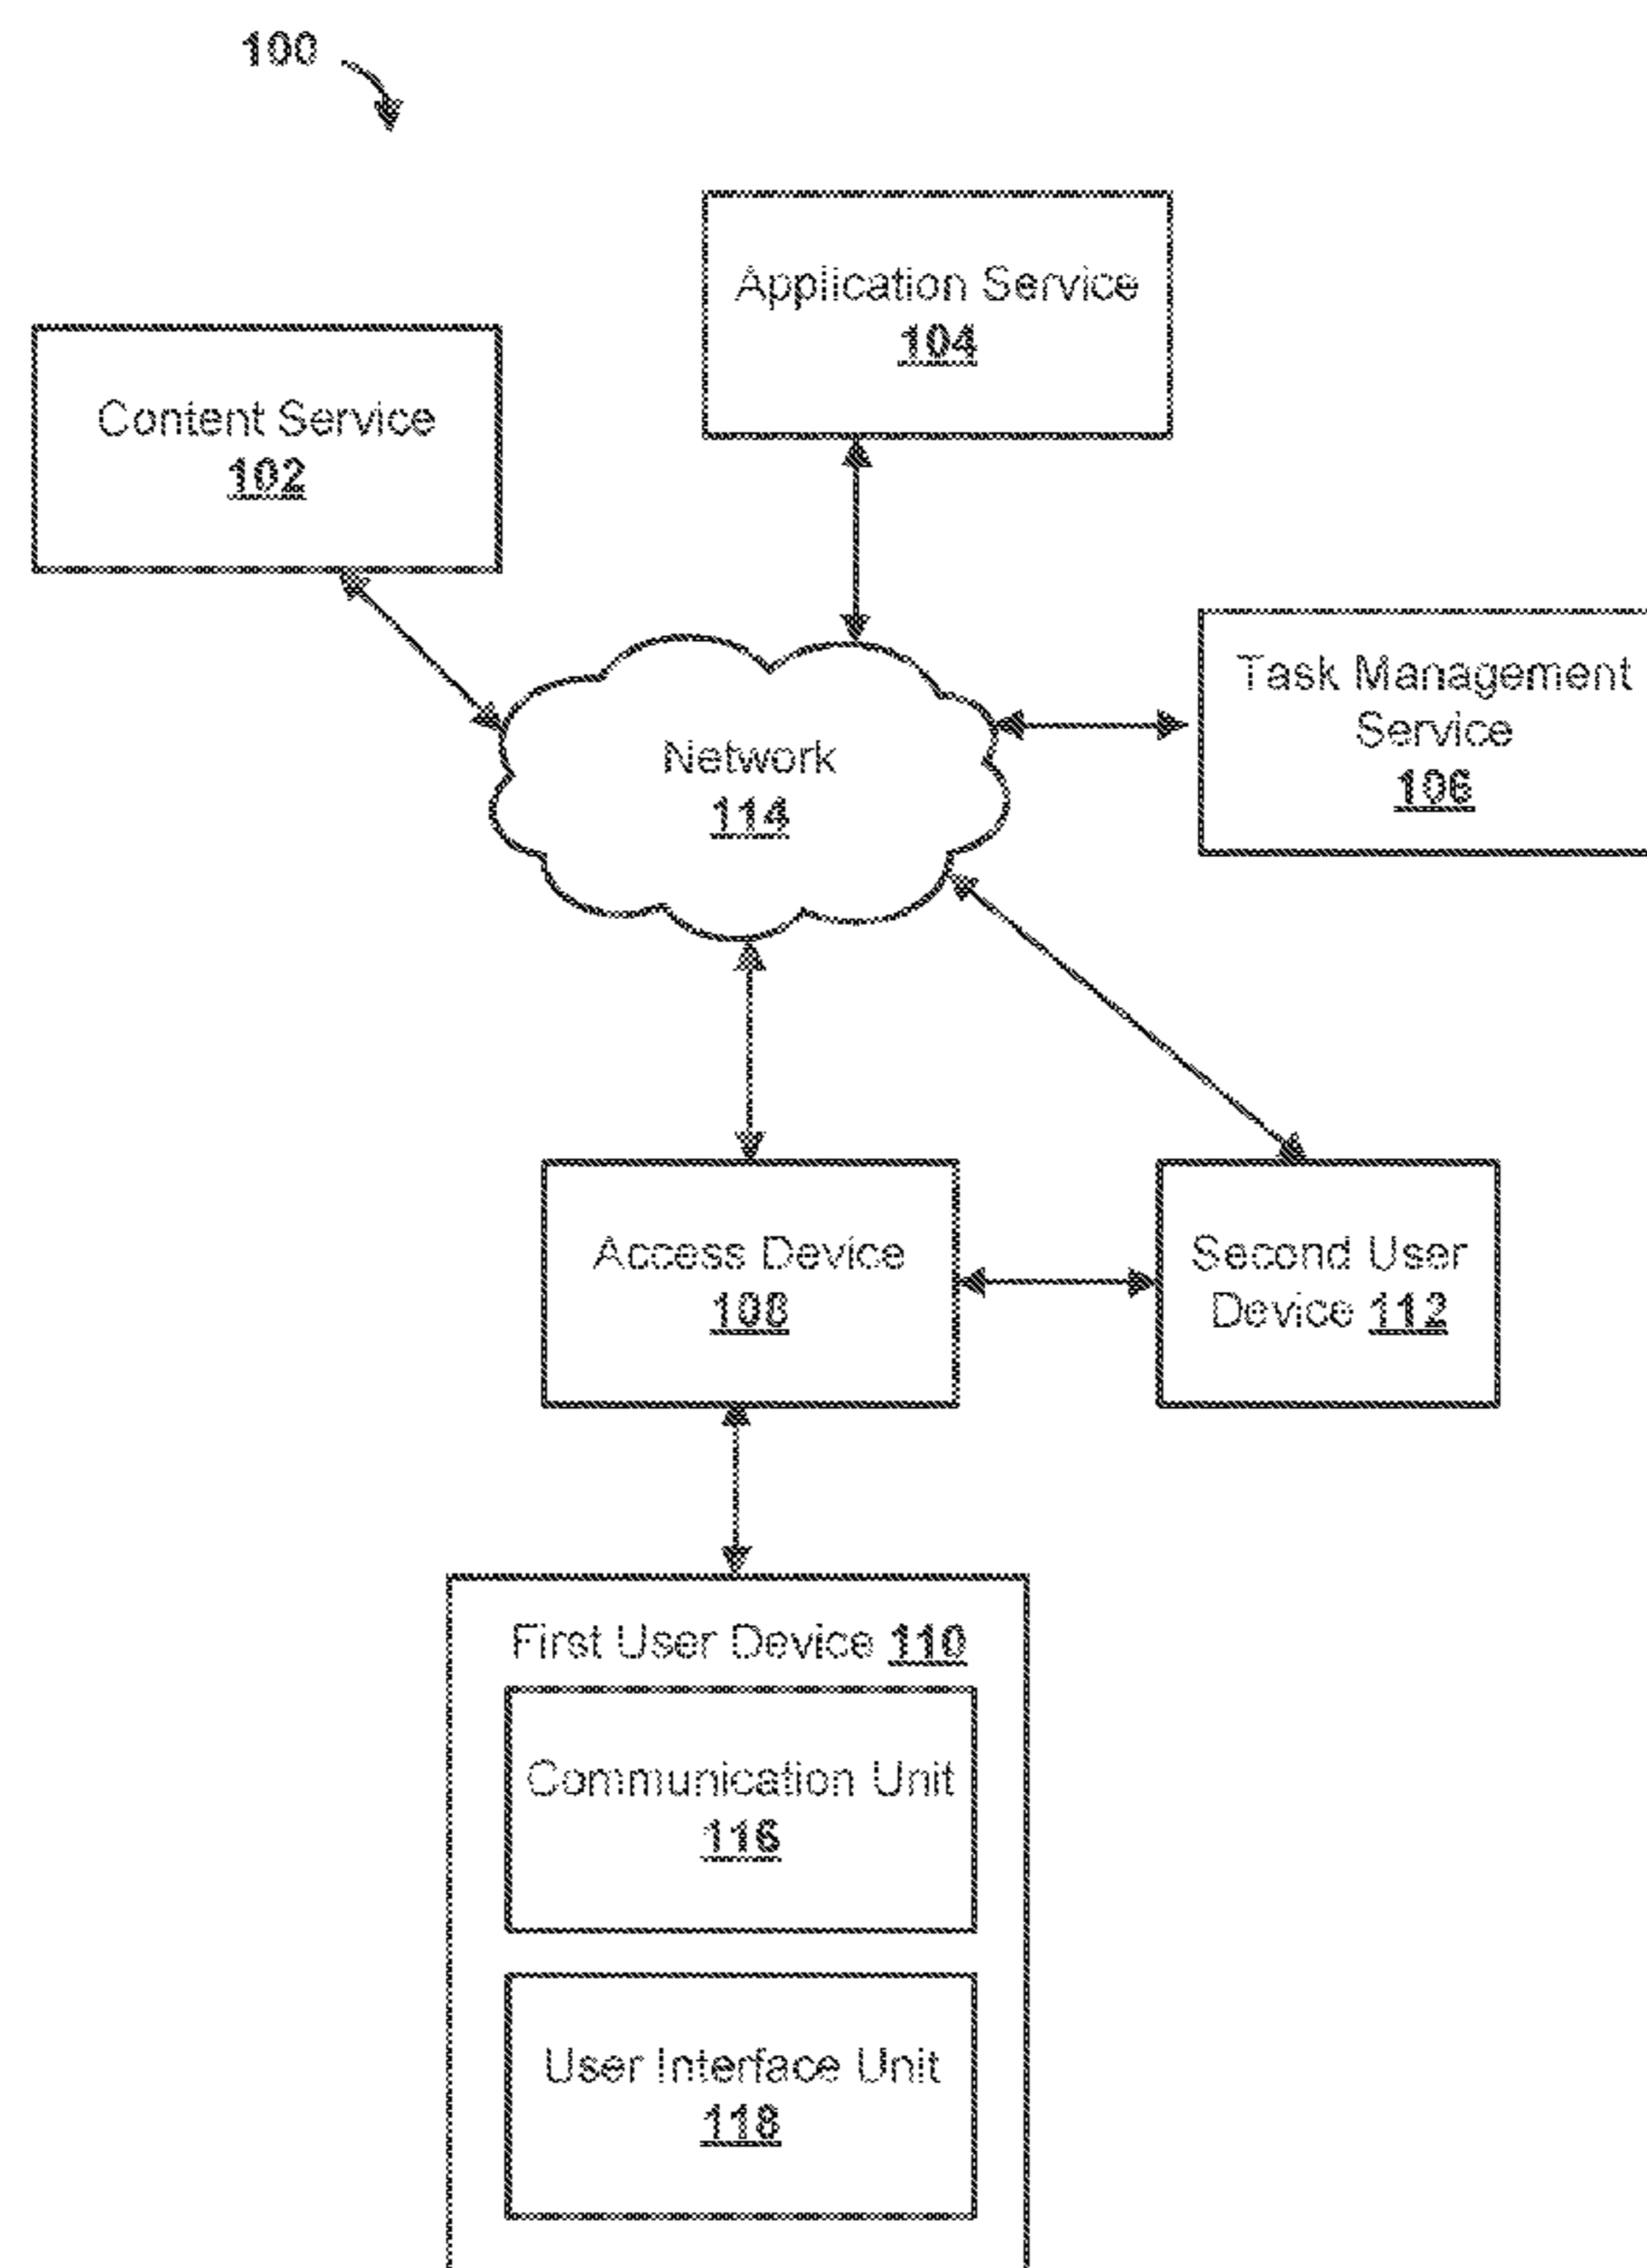 100
Application Service
104
Content Service
102
Task Management
Service
106
Network
114
Access Device
108
Second User
Device 112
First User Device 110
Communication Unit
116
User Interface Unit
118